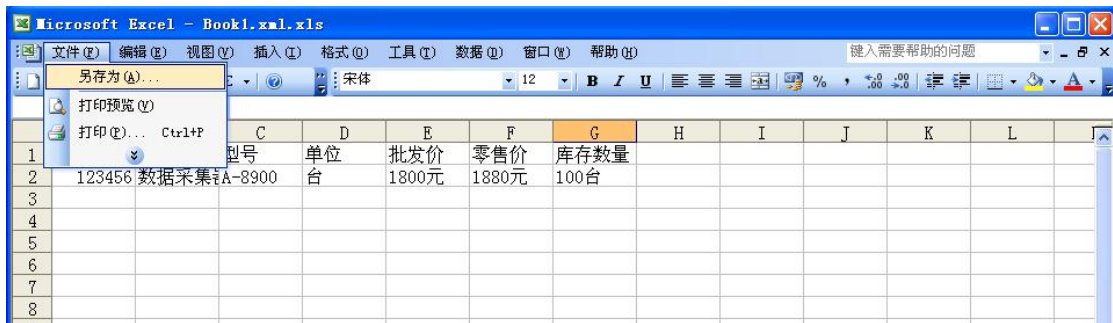 Microsoft Excel - Book1.xml.xls
文件(F) 编辑(E) 视图(V) 插入(I) 格式(O) 工具(T) 数据(D) 窗口(W) 帮助(H) 键入需要帮助的问题
另存为(A)... 宋体 12 B I U % ,
打印预览(V)
打印(P)... Ctrl+P
C D E F G H I J K L
1 型号 单位 批发价 零售价 库存数量
2 123456 数据采集 A-8900 台 1800元 1880元 100台
3
4
5
6
7
8